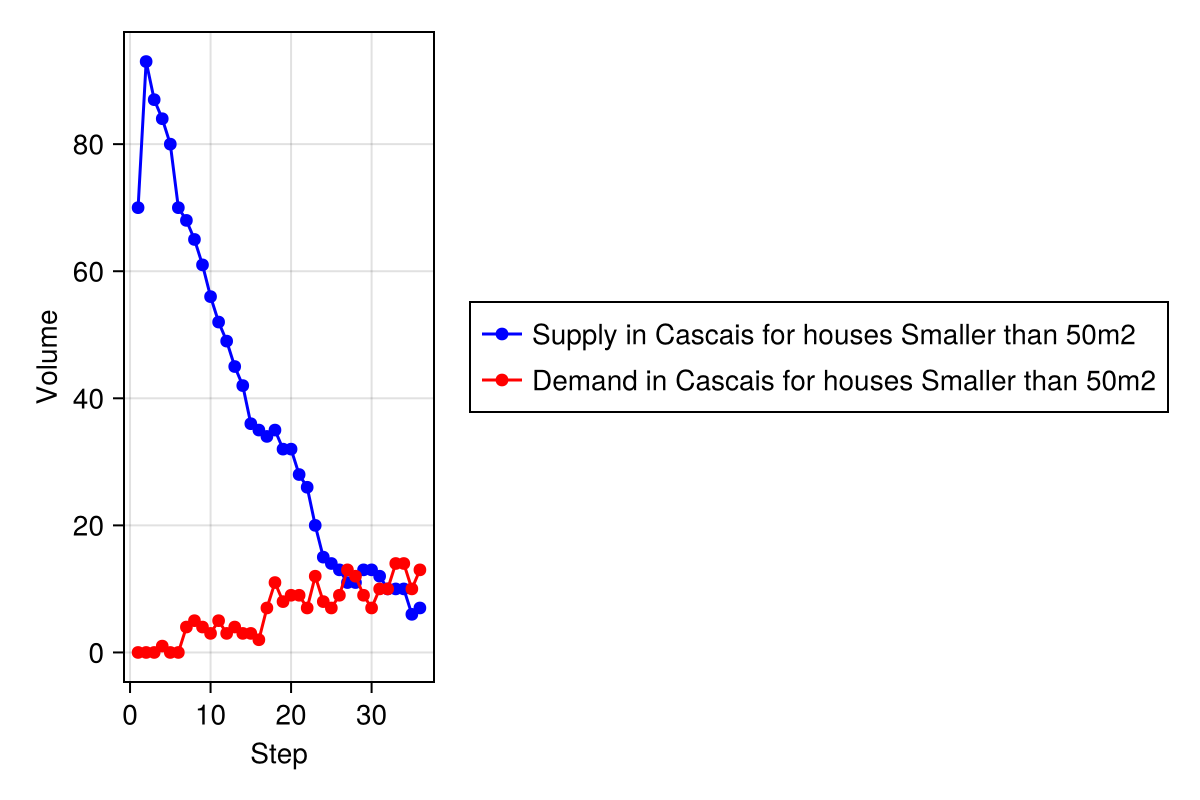 Volume
80
60
40
20
0
0 10 20 30
Step
Supply in Cascais for houses Smaller than 50m2
Demand in Cascais for houses Smaller than 50m2